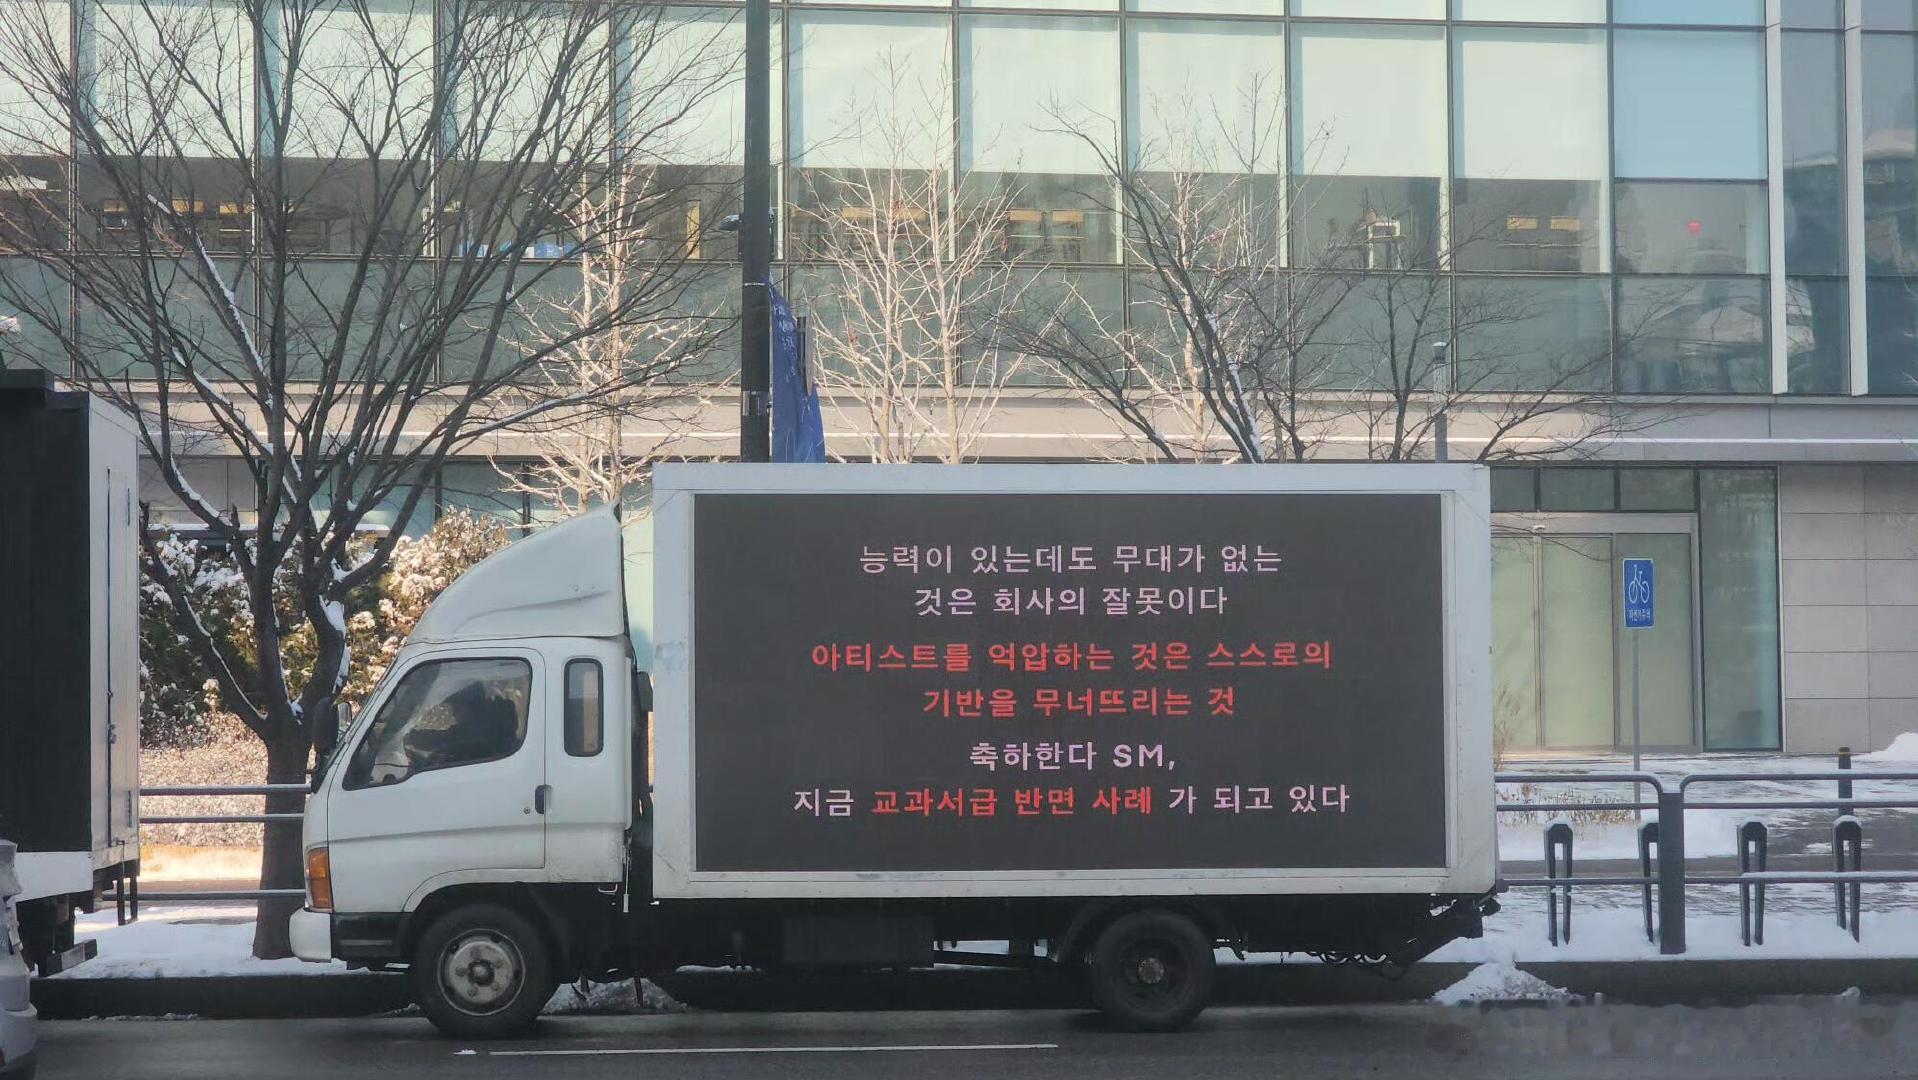 능력이 있는데도 무대가 없는
것은 회사의 잘못이다
아티스트를 억압하는 것은 스스로의
기반을 무너뜨리는 것
축하한다 SM,
지금 교과서급 반면 사례 가 되고 있다